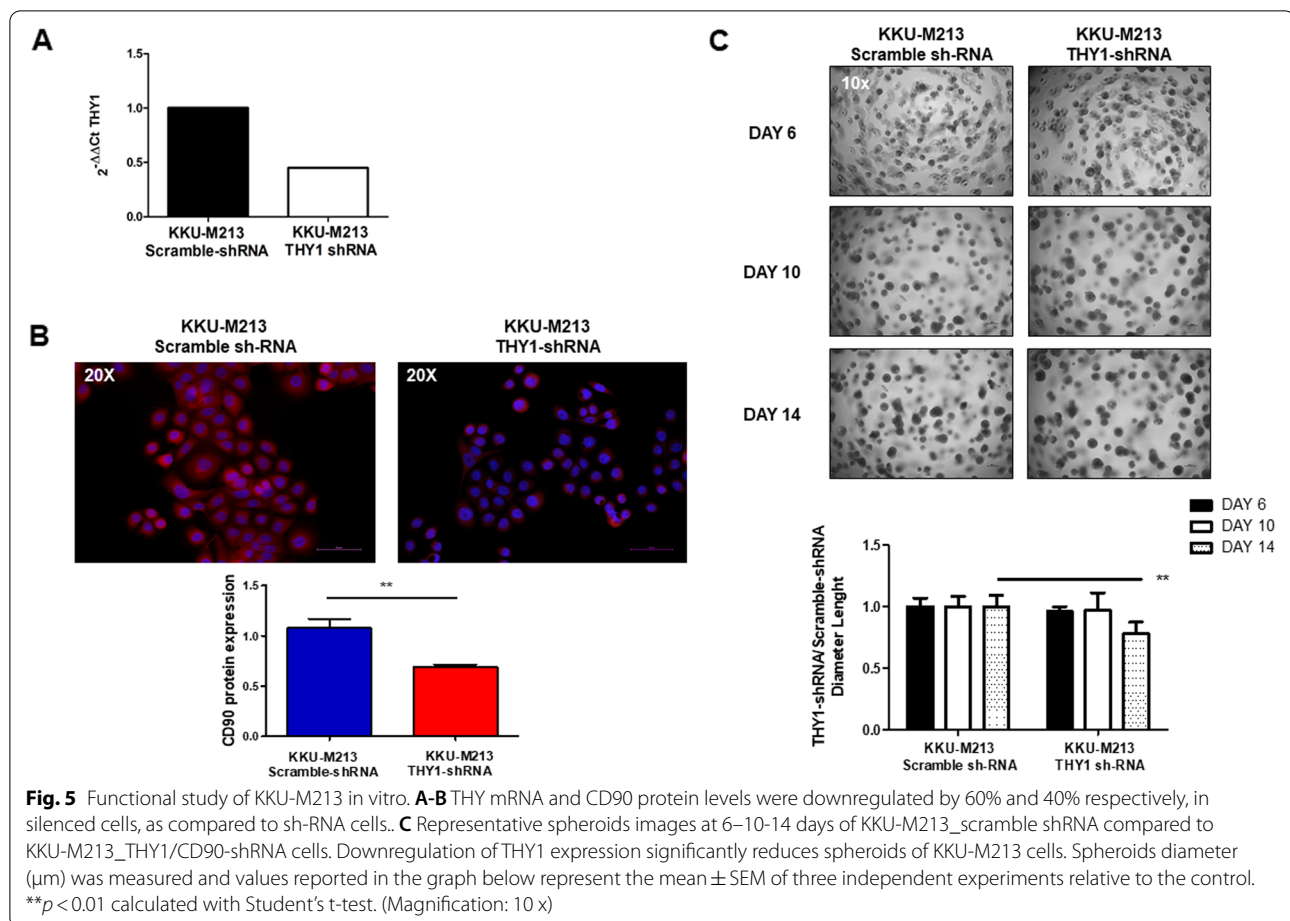 A
1.5
1.0
0.5
0.0
2^-ΔΔCt THY1
KKU-M213
Scramble-shRNA
KKU-M213
THY1 shRNA
B
KKU-M213
Scramble sh-RNA
KKU-M213
THY1-shRNA
20X
20X
**
1.5
1.0
0.5
0.0
CD90 protein expression
KKU-M213
Scramble-shRNA
KKU-M213
THY1-shRNA
C
KKU-M213
Scramble sh-RNA
KKU-M213
THY1-shRNA
10x
DAY 6
DAY 10
DAY 14
DAY 6
DAY 10
DAY 14
**
1.5
1.0
0.5
0.0
THY1-shRNA/Scramble-shRNA
Diameter Lenght
KKU-M213
Scramble sh-RNA
KKU-M213
THY1 sh-RNA
Fig. 5 Functional study of KKU-M213 in vitro. A-B THY mRNA and CD90 protein levels were downregulated by 60% and 40% respectively, in
silenced cells, as compared to sh-RNA cells.. C Representative spheroids images at 6–10-14 days of KKU-M213_scramble shRNA compared to
KKU-M213_THY1/CD90-shRNA cells. Downregulation of THY1 expression significantly reduces spheroids of KKU-M213 cells. Spheroids diameter
(μm) was measured and values reported in the graph below represent the mean ± SEM of three independent experiments relative to the control.
**p < 0.01 calculated with Student's t-test. (Magnification: 10 x)